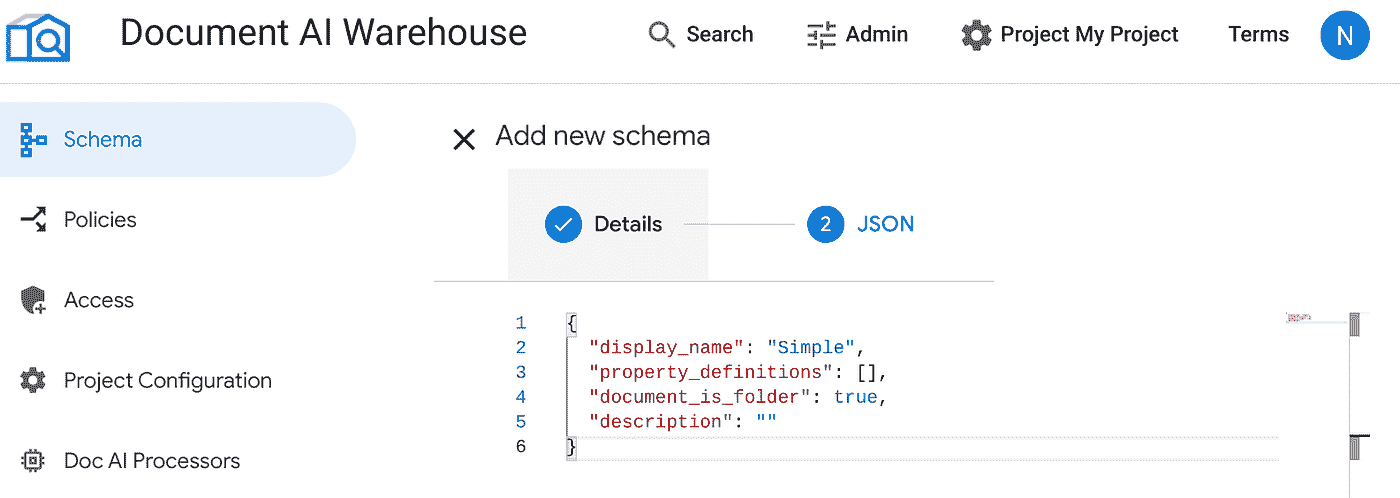 Document AI Warehouse Search Admin Project My Project Terms N
Schema
Add new schema
Policies
Details 2 JSON
Access
1 {
2 "display_name": "Simple",
3 "property_definitions": [],
4 "document_is_folder": true,
5 "description": ""
6 }
Project Configuration
Doc AI Processors